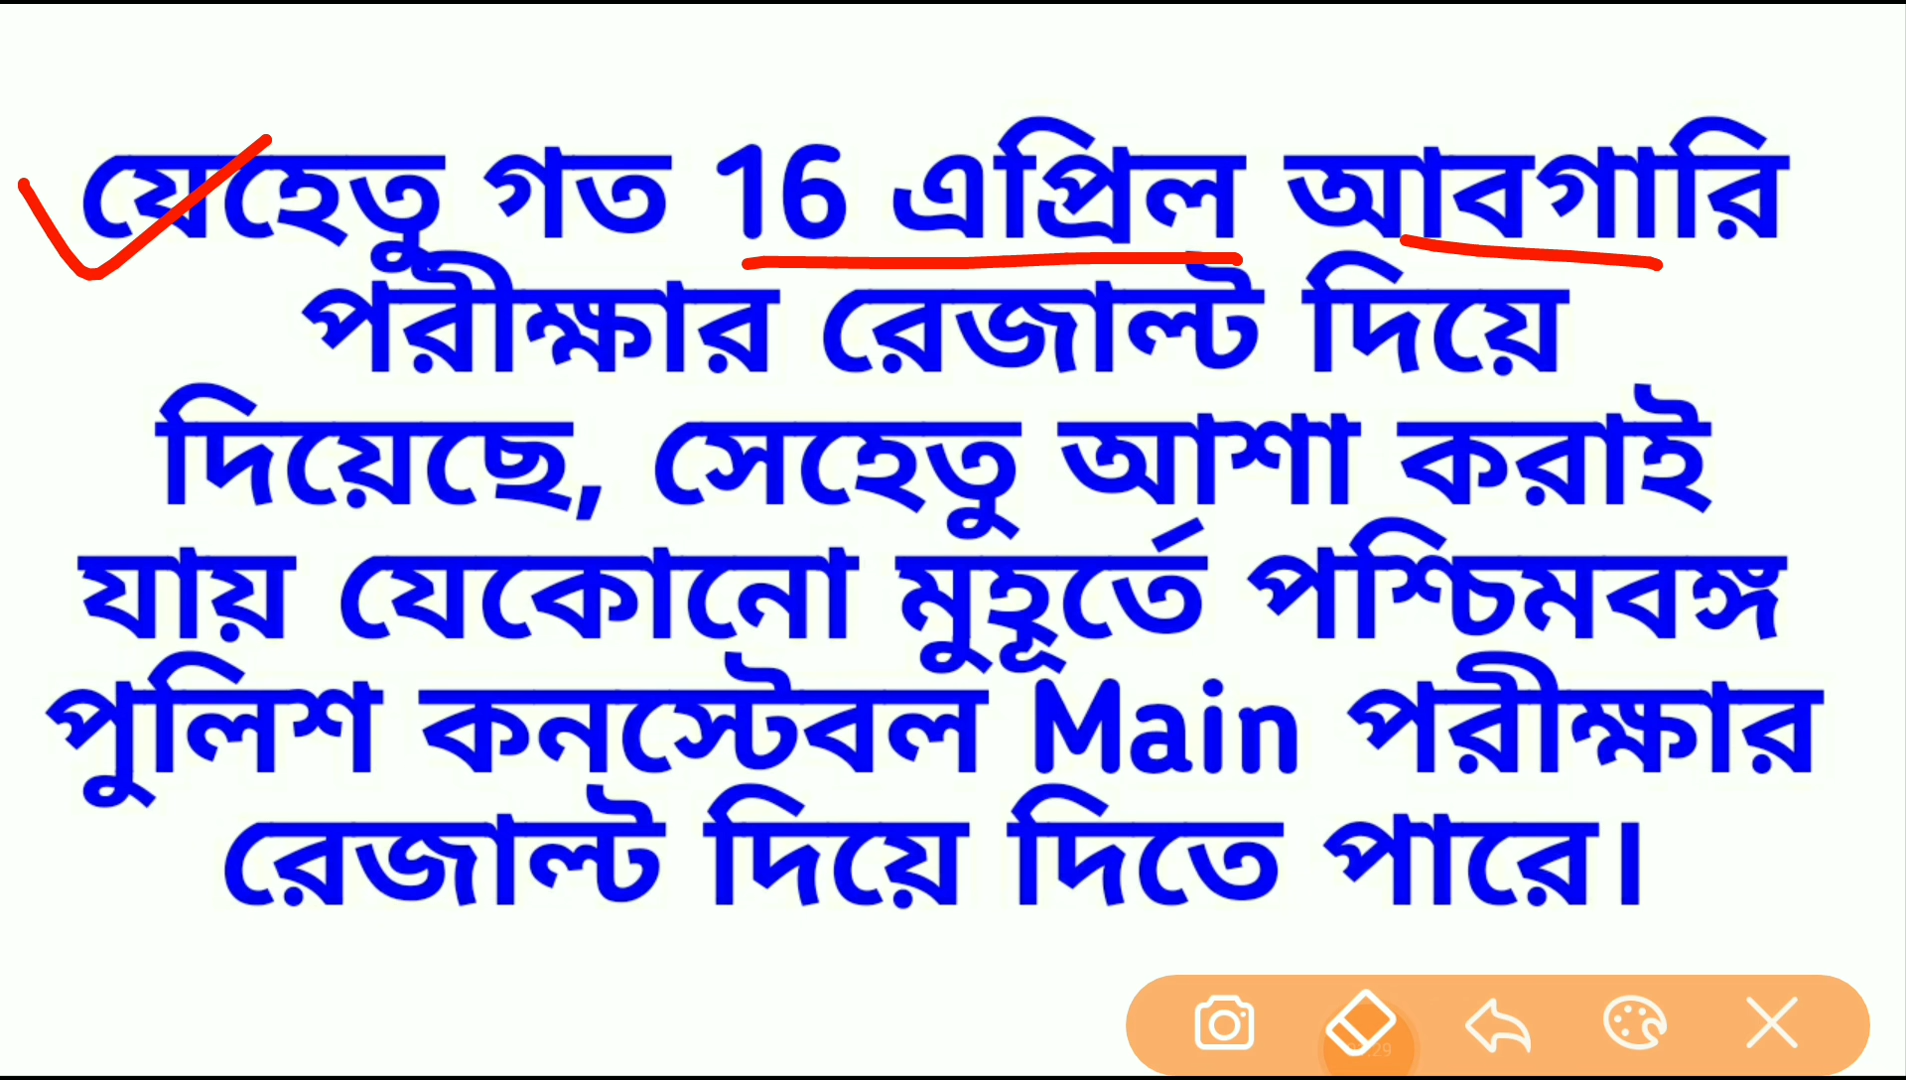 যেহেতু গত 16 এপ্রিল আবগারি
পরীক্ষার রেজাল্ট দিয়ে
দিয়েছে, সেহেতু আশা করাই
যায় যেকোনো মুহূর্তে পশ্চিমবঙ্গ
পুলিশ কনস্টেবল Main পরীক্ষার
রেজাল্ট দিয়ে দিতে পারে।